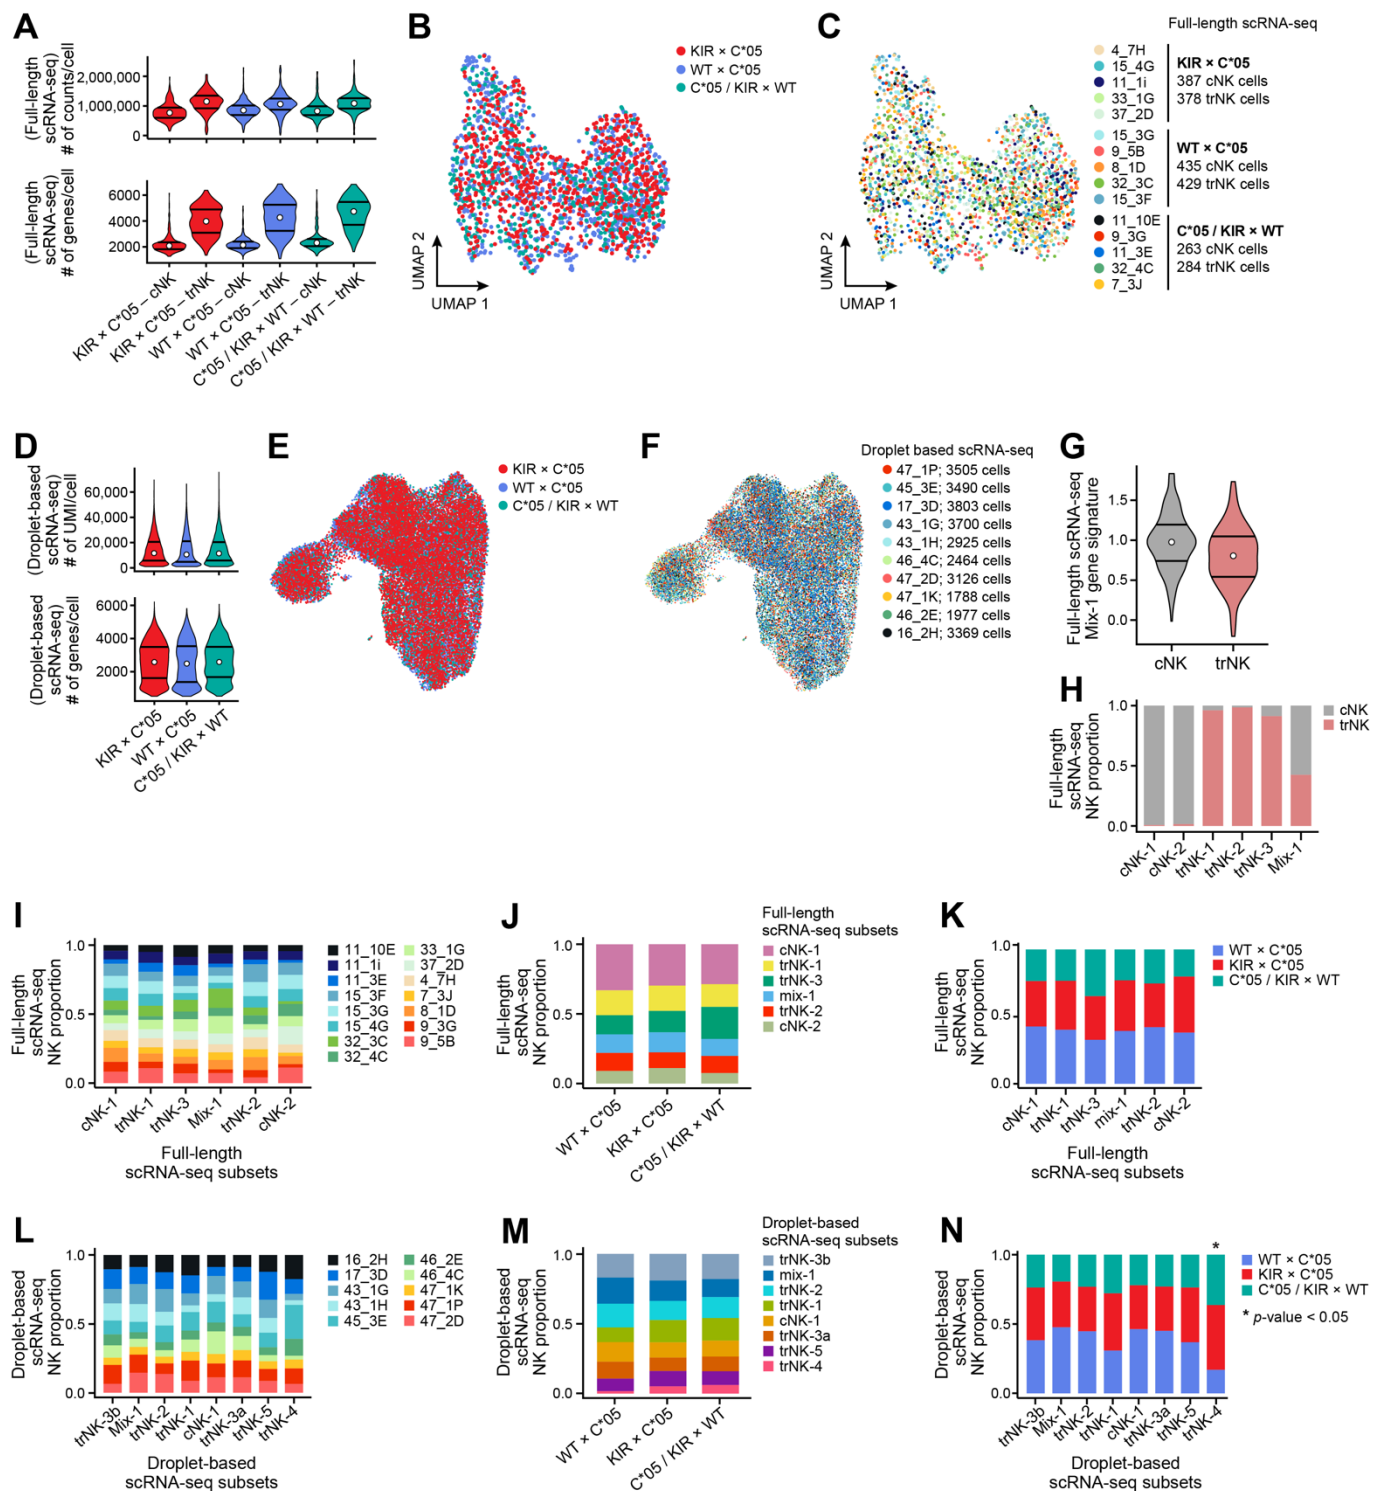 A
(Full-length
scRNA-seq)
# of counts/cell
2,000,000
1,000,000
0
(Full-length
scRNA-seq)
# of genes/cell
6000
4000
2000
KIR × C*05 – cNK
KIR × C*05 – trNK
WT × C*05 – cNK
WT × C*05 – trNK
C*05 / KIR × WT – cNK
C*05 / KIR × WT – trNK
B
KIR × C*05
WT × C*05
C*05 / KIR × WT
UMAP 2
UMAP 1
C
Full-length scRNA-seq
4_7H
15_4G
11_1i
33_1G
37_2D
KIR × C*05
387 cNK cells
378 trNK cells
15_3G
9_5B
8_1D
32_3C
15_3F
WT × C*05
435 cNK cells
429 trNK cells
11_10E
9_3G
11_3E
32_4C
7_3J
C*05 / KIR × WT
263 cNK cells
284 trNK cells
UMAP 2
UMAP 1
D
(Droplet-based
scRNA-seq)
# of UMI/cell
60,000
40,000
20,000
0
(Droplet-based
scRNA-seq)
# of genes/cell
6000
4000
2000
KIR × C*05
WT × C*05
C*05 / KIR × WT
E
KIR × C*05
WT × C*05
C*05 / KIR × WT
F
Droplet based scRNA-seq
47_1P; 3505 cells
45_3E; 3490 cells
17_3D; 3803 cells
43_1G; 3700 cells
43_1H; 2925 cells
46_4C; 2464 cells
47_2D; 3126 cells
47_1K; 1788 cells
46_2E; 1977 cells
16_2H; 3369 cells
G
Full-length scRNA-seq
Mix-1 gene signature
1.5
1.0
0.5
0.0
cNK
trNK
H
Full-length
scRNA-seq
NK proportion
1.0
0.5
0.0
cNK
trNK
cNK-1
cNK-2
trNK-1
trNK-2
trNK-3
Mix-1
I
Full-length
scRNA-seq
NK proportion
1.0
0.5
0.0
11_10E
11_1i
11_3E
15_3F
15_3G
15_4G
32_3C
32_4C
33_1G
37_2D
4_7H
7_3J
8_1D
9_3G
9_5B
cNK-1
trNK-1
trNK-3
Mix-1
trNK-2
cNK-2
Full-length
scRNA-seq subsets
J
Full-length
scRNA-seq
NK proportion
1.0
0.5
0.0
Full-length
scRNA-seq subsets
cNK-1
trNK-1
trNK-3
mix-1
trNK-2
cNK-2
WT × C*05
KIR × C*05
C*05 / KIR × WT
K
Full-length
scRNA-seq
NK proportion
1.0
0.5
0.0
WT × C*05
KIR × C*05
C*05 / KIR × WT
cNK-1
trNK-1
trNK-3
mix-1
trNK-2
cNK-2
Full-length
scRNA-seq subsets
L
Droplet-based
scRNA-seq
NK proportion
1.0
0.5
0.0
16_2H
17_3D
43_1G
43_1H
45_3E
46_2E
46_4C
47_1K
47_1P
47_2D
trNK-3b
Mix-1
trNK-2
trNK-1
cNK-1
trNK-3a
trNK-5
trNK-4
Droplet-based
scRNA-seq subsets
M
Droplet-based
scRNA-seq
NK proportion
1.0
0.5
0.0
Droplet-based
scRNA-seq subsets
trNK-3b
mix-1
trNK-2
trNK-1
cNK-1
trNK-3a
trNK-5
trNK-4
WT × C*05
KIR × C*05
C*05 / KIR × WT
N
Droplet-based
scRNA-seq
NK proportion
1.0
0.5
0.0
*
WT × C*05
KIR × C*05
C*05 / KIR × WT
* p-value < 0.05
trNK-3b
Mix-1
trNK-2
trNK-1
cNK-1
trNK-3a
trNK-5
trNK-4
Droplet-based
scRNA-seq subsets